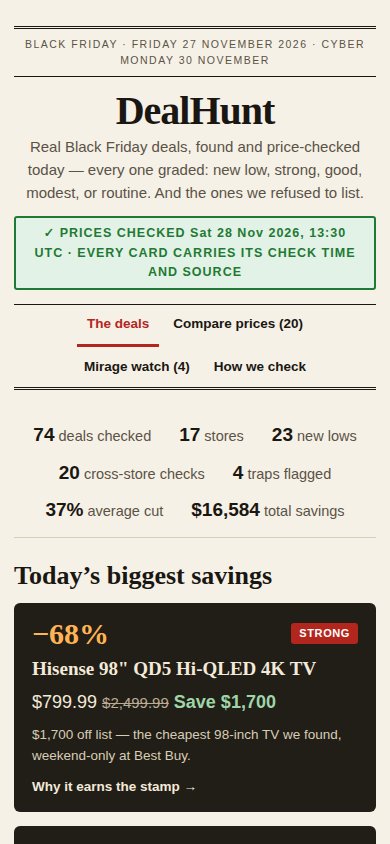 BLACK FRIDAY · FRIDAY 27 NOVEMBER 2026 · CYBER
MONDAY 30 NOVEMBER
DealHunt
Real Black Friday deals, found and price-checked
today — every one graded: new low, strong, good,
modest, or routine. And the ones we refused to list.
✓ PRICES CHECKED Sat 28 Nov 2026, 13:30
UTC · EVERY CARD CARRIES ITS CHECK TIME
AND SOURCE
The deals Compare prices (20)
Mirage watch (4) How we check
74 deals checked 17 stores 23 new lows
20 cross-store checks 4 traps flagged
37% average cut $16,584 total savings
Today’s biggest savings
−68% STRONG
Hisense 98" QD5 Hi-QLED 4K TV
$799.99 $2,499.99 Save $1,700
$1,700 off list — the cheapest 98-inch TV we found,
weekend-only at Best Buy.
Why it earns the stamp →